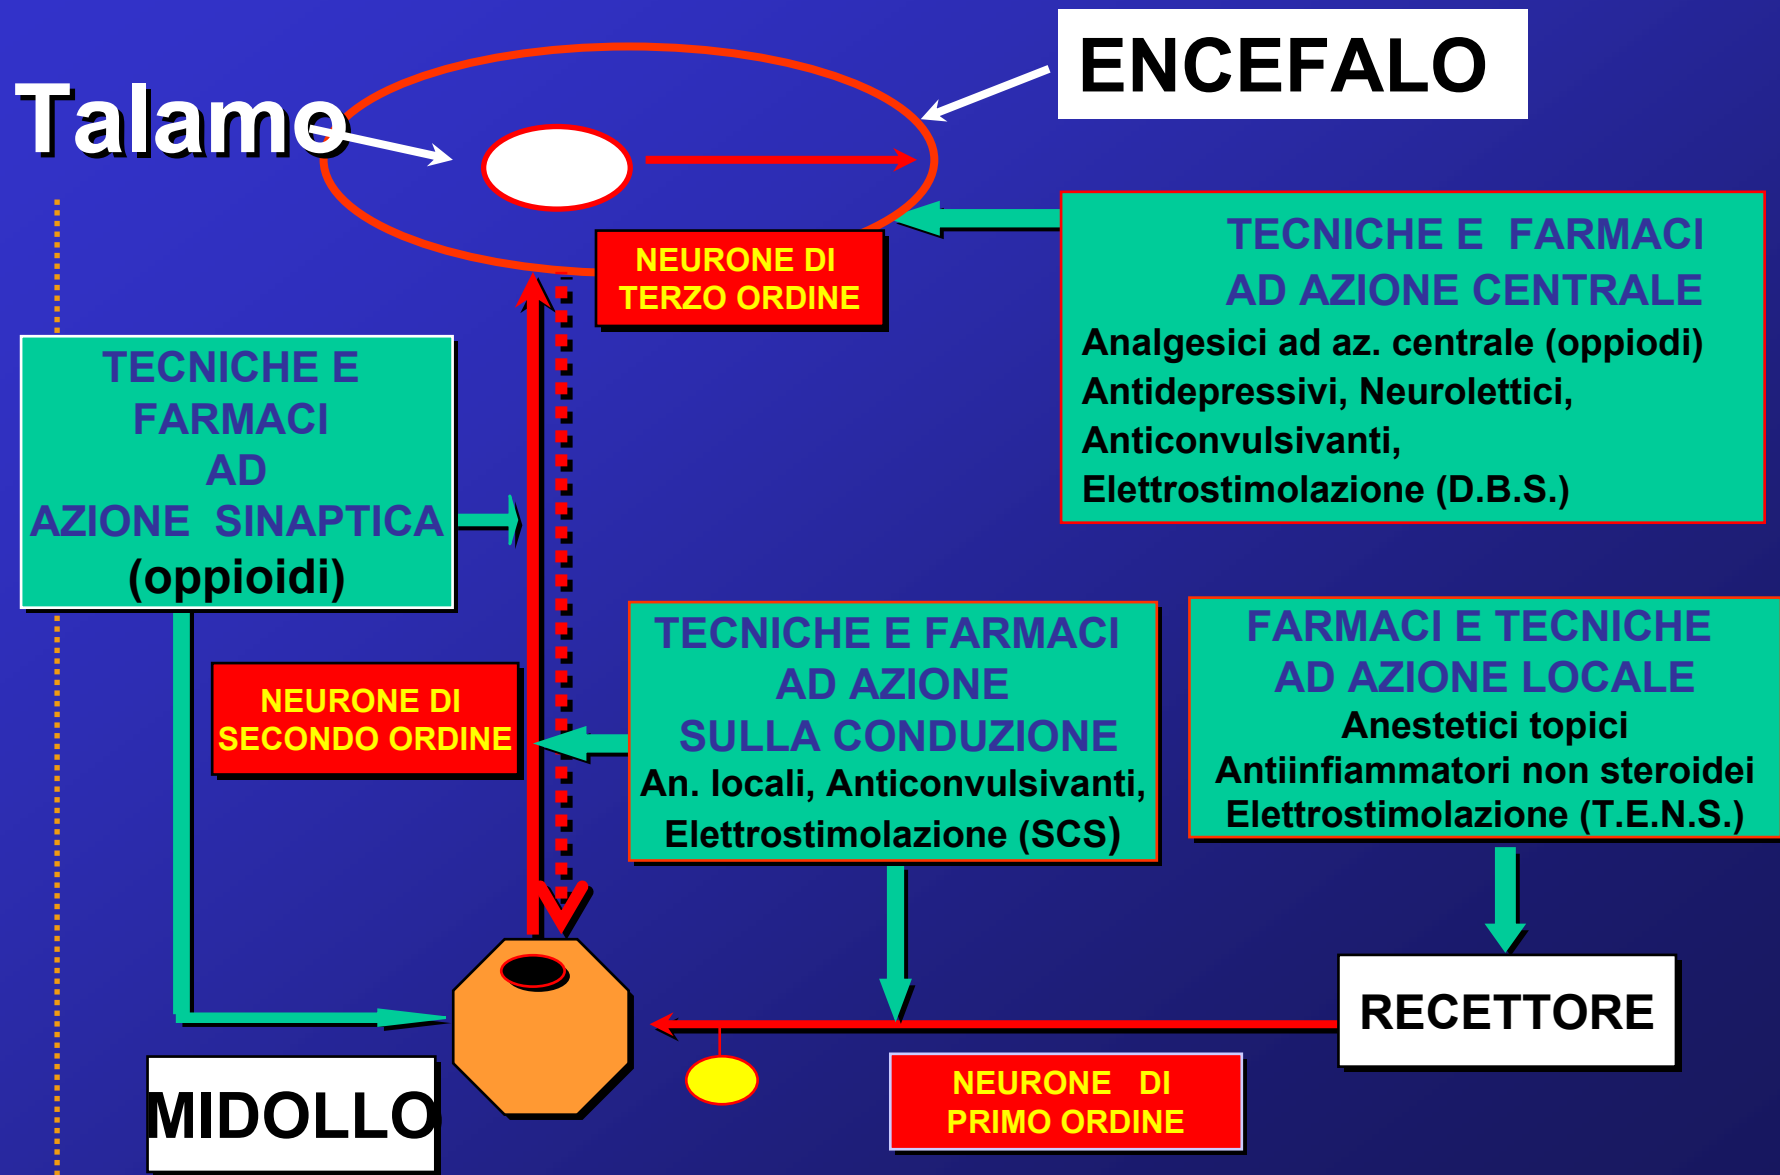 ENCEFALO
Talamo
TECNICHE E FARMACI
AD AZIONE CENTRALE
Analgesici ad az. centrale (oppiodi)
Antidepressivi, Neurolettici,
Anticonvulsivanti,
Elettrostimolazione (D.B.S.)
NEURONE DI
TERZO ORDINE
TECNICHE E
FARMACI
AD
AZIONE SINAPTICA
(oppioidi)
TECNICHE E FARMACI
AD AZIONE
SULLA CONDUZIONE
An. locali, Anticonvulsivanti,
Elettrostimolazione (SCS)
FARMACI E TECNICHE
AD AZIONE LOCALE
Anestetici topici
Antiinfiammatori non steroidei
Elettrostimolazione (T.E.N.S.)
NEURONE DI
SECONDO ORDINE
RECETTORE
MIDOLLO
NEURONE DI
PRIMO ORDINE